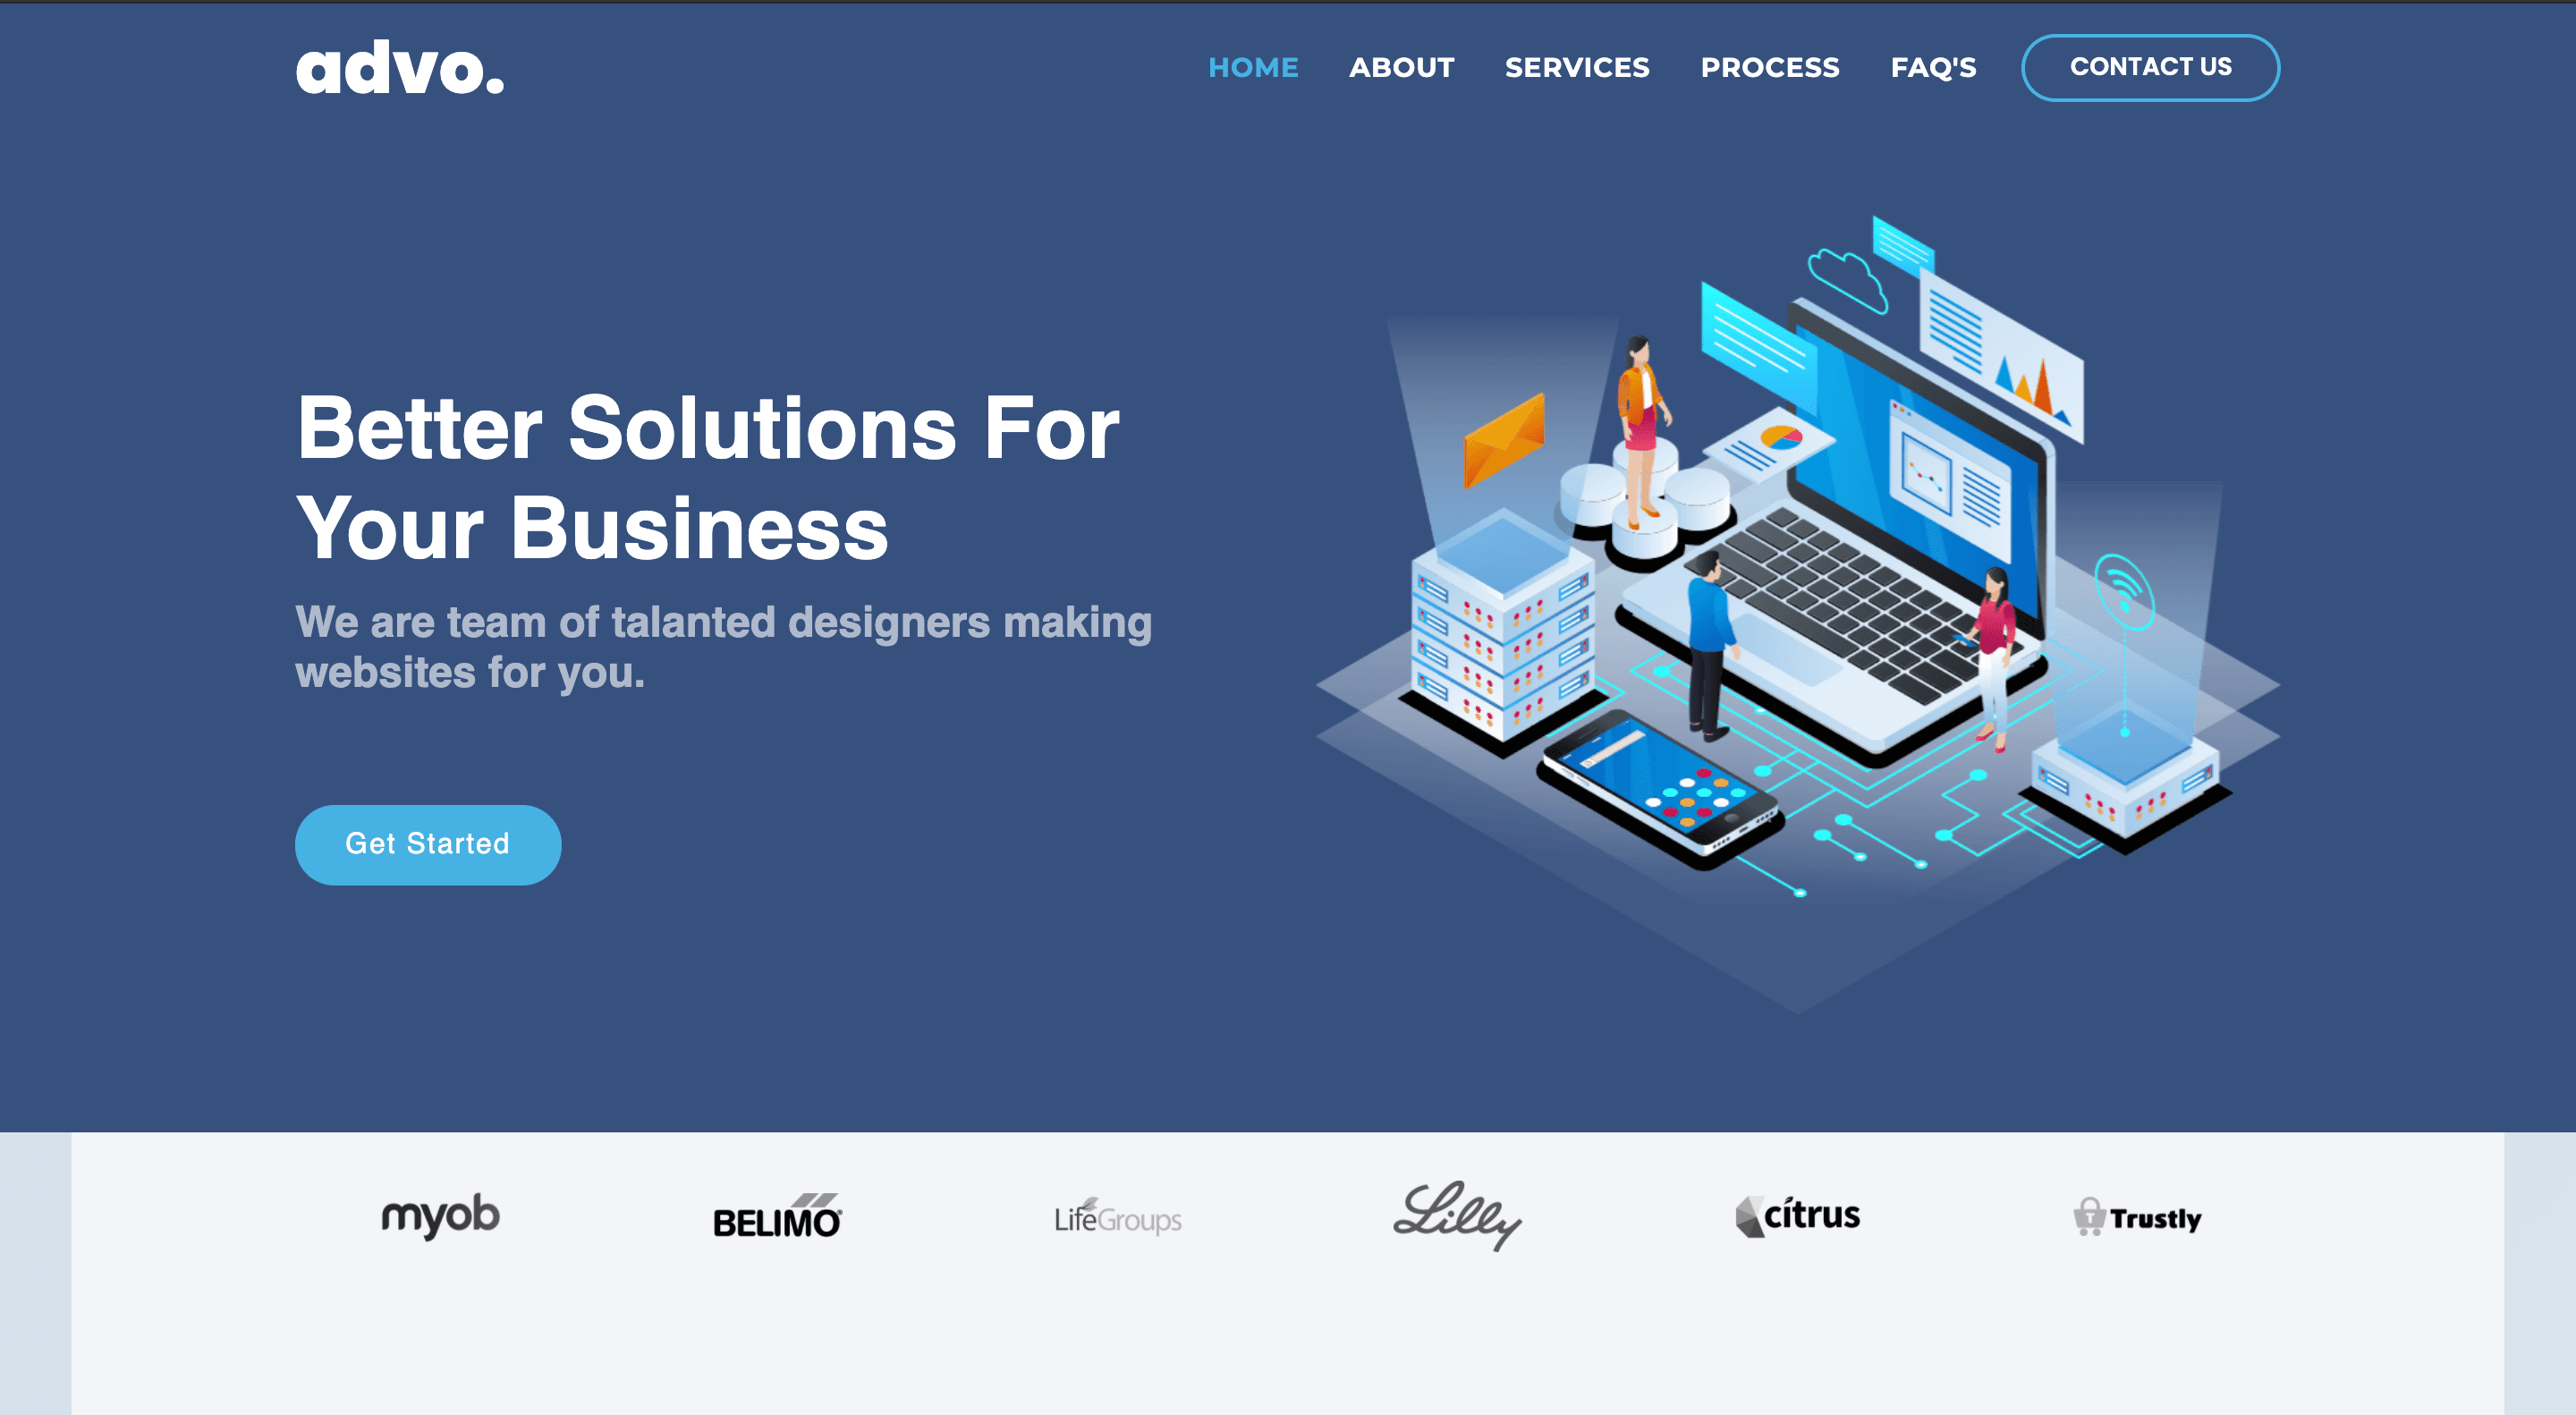 advo.
HOME ABOUT SERVICES PROCESS FAQ'S CONTACT US
Better Solutions For
Your Business
We are team of talanted designers making
websites for you.
Get Started
myob BELIMO® LifeGroups Lilly citrus T Trustly